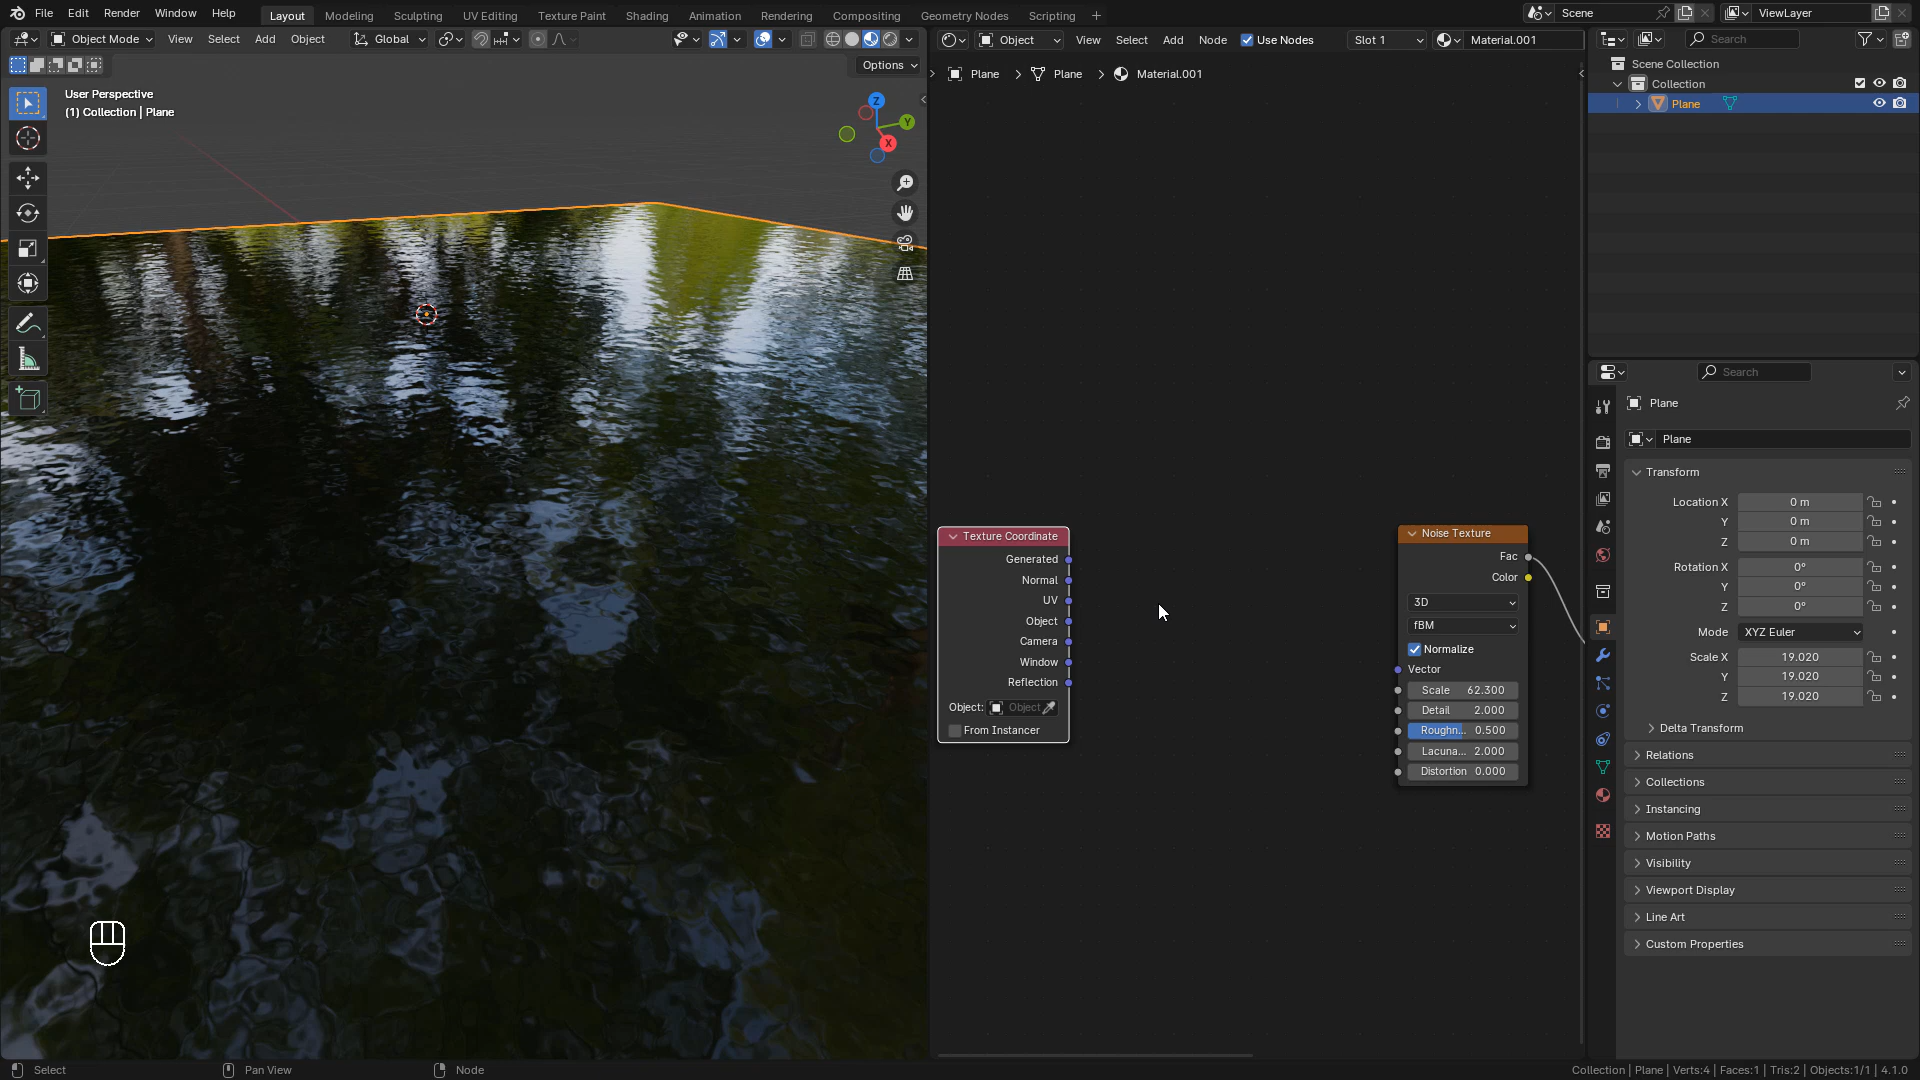 File Edit Render Window Help Layout Modeling Sculpting UV Editing Texture Paint Shading Animation Rendering Compositing Geometry Nodes Scripting + Scene ViewLayer
Object Mode View Select Add Object Global
Options
User Perspective
(1) Collection | Plane
Z
Y
X
Object View Select Add Node Use Nodes Slot 1 Material.001
Plane > Plane > Material.001
Texture Coordinate
Generated
Normal
UV
Object
Camera
Window
Reflection
Object: Object
From Instancer
Noise Texture
Fac
Color
3D
fBM
Normalize
Vector
Scale 62.300
Detail 2.000
Roughn... 0.500
Lacuna... 2.000
Distortion 0.000
Search
Scene Collection
Collection
Plane
Search
Plane
Plane
Transform
Location X 0 m
Y 0 m
Z 0 m
Rotation X 0°
Y 0°
Z 0°
Mode XYZ Euler
Scale X 19.020
Y 19.020
Z 19.020
Delta Transform
Relations
Collections
Instancing
Motion Paths
Visibility
Viewport Display
Line Art
Custom Properties
Select Pan View Node Collection | Plane | Verts:4 | Faces:1 | Tris:2 | Objects:1/1 | 4.1.0